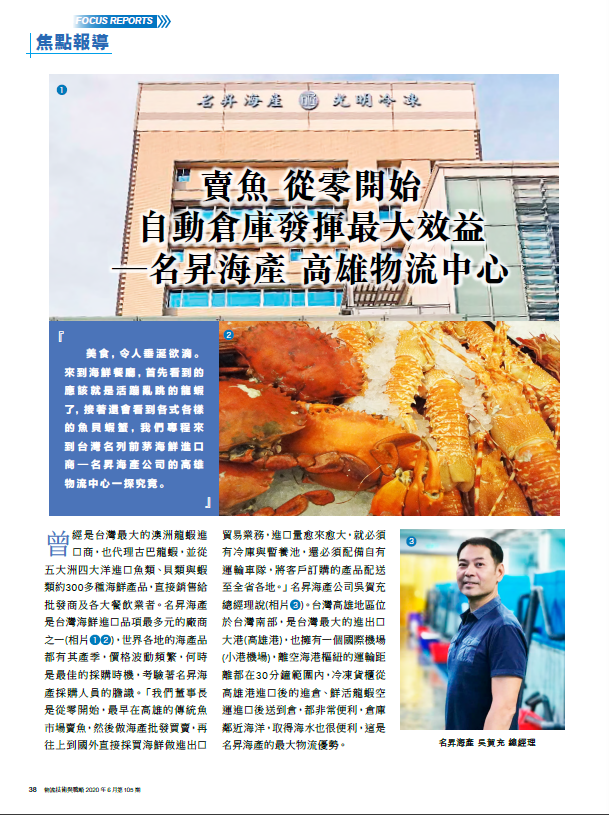 FOCUS REPORTS
焦點報導
1
名昇海產 光明冷凍
賣魚 從零開始
自動倉庫發揮最大效益
—名昇海產 高雄物流中心
『
美食，令人垂涎欲滴。
來到海鮮餐廳，首先看到的
應該就是活蹦亂跳的龍蝦
了，接著還會看到各式各樣
的魚貝蝦蟹，我們專程來
到台灣名列前茅海鮮進口
商—名昇海產公司的高雄
物流中心一探究竟。
』
2
曾經是台灣最大的澳洲龍蝦進
口商，也代理古巴龍蝦，並從
五大洲四大洋進口魚類、貝類與蝦
類約300多種海鮮產品，直接銷售給
批發商及各大餐飲業者。名昇海產
是台灣海鮮進口品項最多元的廠商
之一(相片❶❷)，世界各地的海產品
都有其產季，價格波動頻繁，何時
是最佳的採購時機，考驗著名昇海
產採購人員的膽識。「我們董事長
是從零開始，最早在高雄的傳統魚
市場賣魚，然後做海產批發買賣，再
往上到國外直接採買海鮮做進出口
貿易業務，進口量愈來愈大，就必須
有冷庫與暫養池，還必須配備自有
運輸車隊，將客戶訂購的產品配送
至全省各地。」名昇海產公司吳賀充
總經理說(相片❸)。台灣高雄地區位
於台灣南部，是台灣最大的進出口
大港(高雄港)，也擁有一個國際機場
(小港機場)，離空海港樞紐的運輸距
離都在30分鐘範圍內，冷凍貨櫃從
高雄港進口後的進倉、鮮活龍蝦空
運進口後送到倉，都非常便利，倉庫
鄰近海洋，取得海水也很便利，這是
名昇海產的最大物流優勢。
3
名昇海產 吳賀充 總經理
38 物流技術與戰略 2020 年 6 月第 105 期